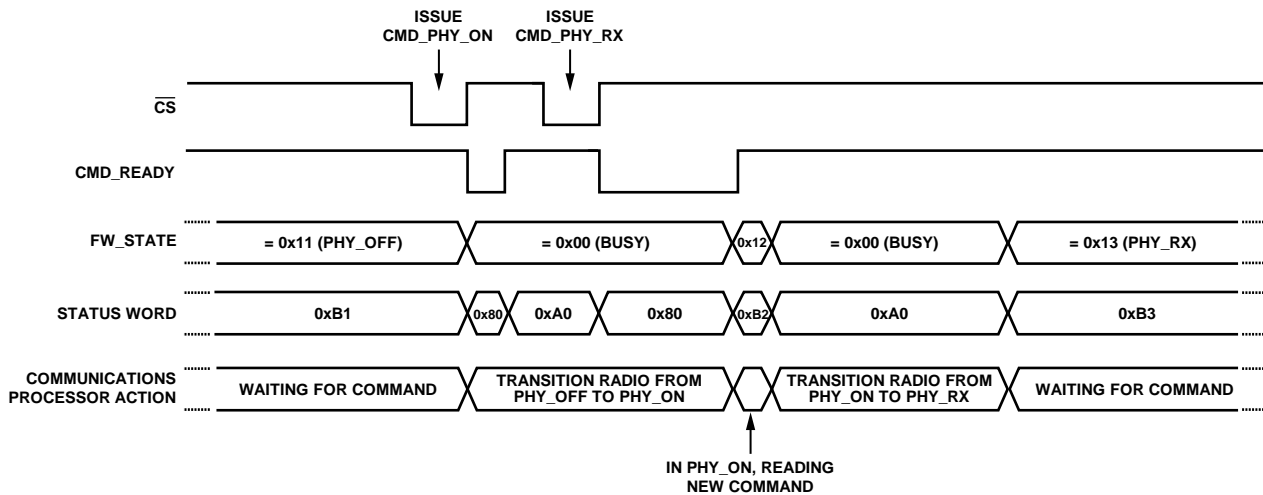 ISSUE
CMD_PHY_ON
ISSUE
CMD_PHY_RX
CS
CMD_READY
FW_STATE
= 0x11 (PHY_OFF)
= 0x00 (BUSY)
0x12
= 0x00 (BUSY)
= 0x13 (PHY_RX)
STATUS WORD
0xB1
0x80
0xA0
0x80
0xB2
0xA0
0xB3
COMMUNICATIONS
PROCESSOR ACTION
WAITING FOR COMMAND
TRANSITION RADIO FROM
PHY_OFF TO PHY_ON
TRANSITION RADIO FROM
PHY_ON TO PHY_RX
WAITING FOR COMMAND
IN PHY_ON, READING
NEW COMMAND